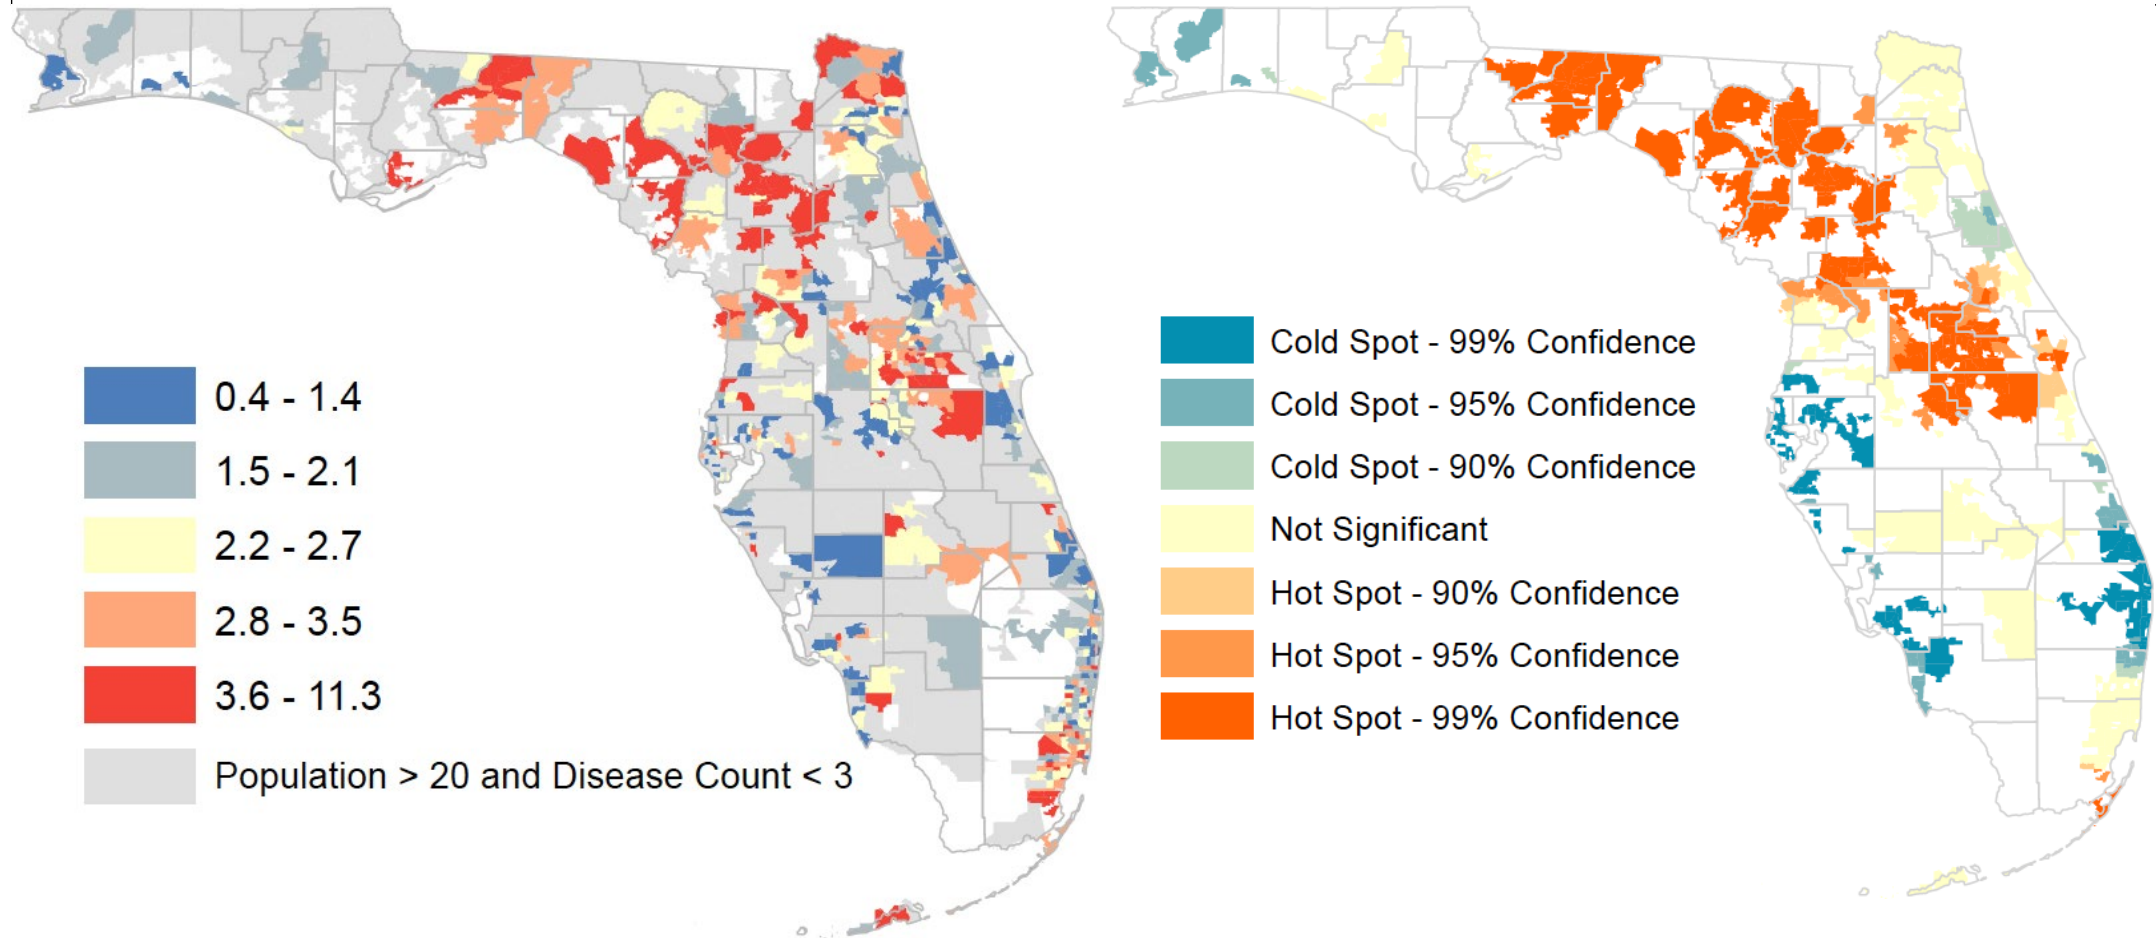 0.4 - 1.4
1.5 - 2.1
2.2 - 2.7
2.8 - 3.5
3.6 - 11.3
Population > 20 and Disease Count < 3
Cold Spot - 99% Confidence
Cold Spot - 95% Confidence
Cold Spot - 90% Confidence
Not Significant
Hot Spot - 90% Confidence
Hot Spot - 95% Confidence
Hot Spot - 99% Confidence